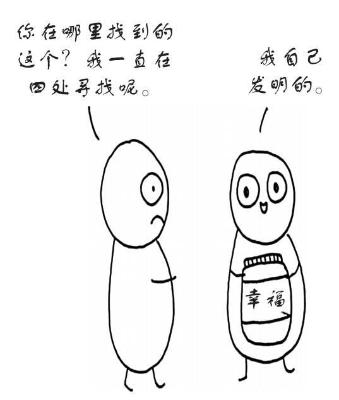 你在哪里找到的
这个？我一直在
四处寻找呢。
我自己
发明的。
幸福